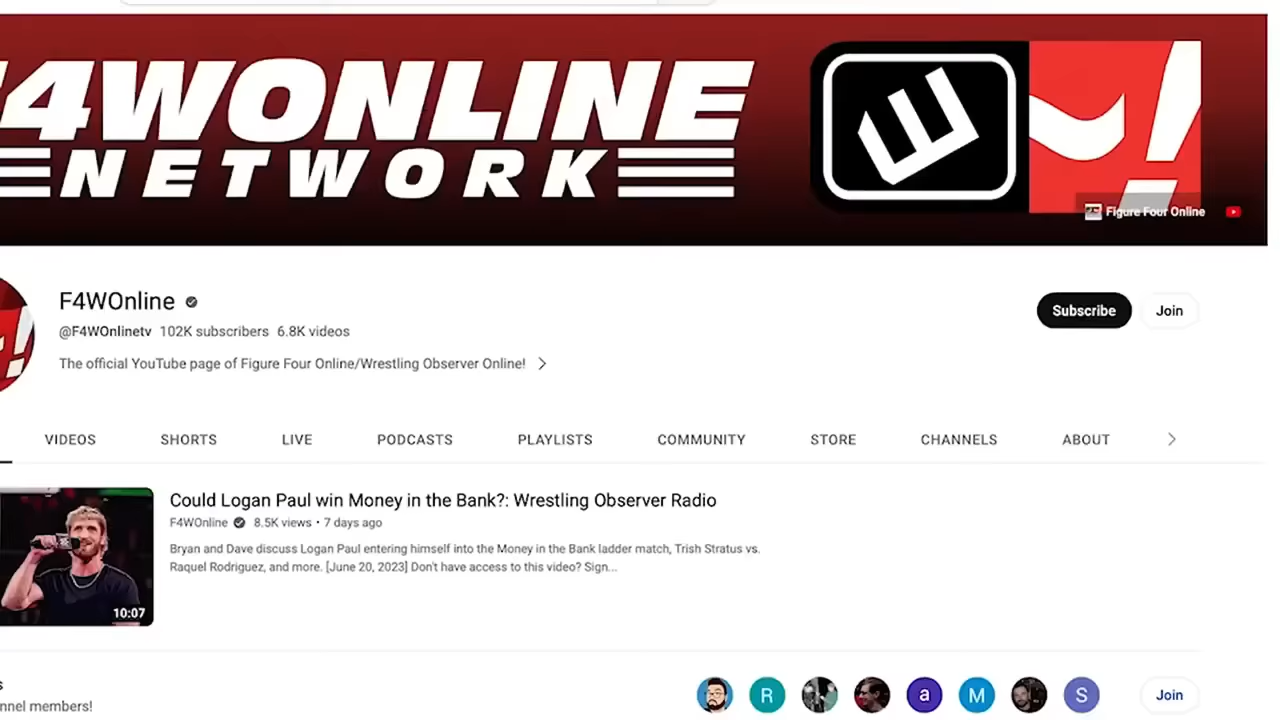 4WONLINE
NETWORK
Figure Four Online
F4WOnline
@F4WOnlinetv 102K subscribers 6.8K videos
The official YouTube page of Figure Four Online/Wrestling Observer Online!
Subscribe
Join
VIDEOS SHORTS LIVE PODCASTS PLAYLISTS COMMUNITY STORE CHANNELS ABOUT
10:07
Could Logan Paul win Money in the Bank?: Wrestling Observer Radio
F4WOnline 8.5K views • 7 days ago
Bryan and Dave discuss Logan Paul entering himself into the Money in the Bank ladder match, Trish Stratus vs.
Raquel Rodriguez, and more. [June 20, 2023] Don't have access to this video? Sign...
s
nnel members!
R a M S
Join